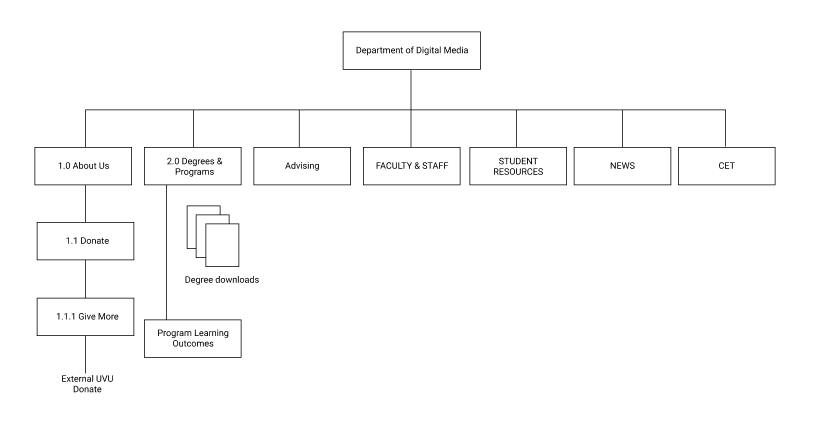 Department of Digital Media
1.0 About Us
2.0 Degrees &
Programs
Advising
FACULTY & STAFF
STUDENT
RESOURCES
NEWS
CET
1.1 Donate
Degree downloads
1.1.1 Give More
Program Learning
Outcomes
External UVU
Donate